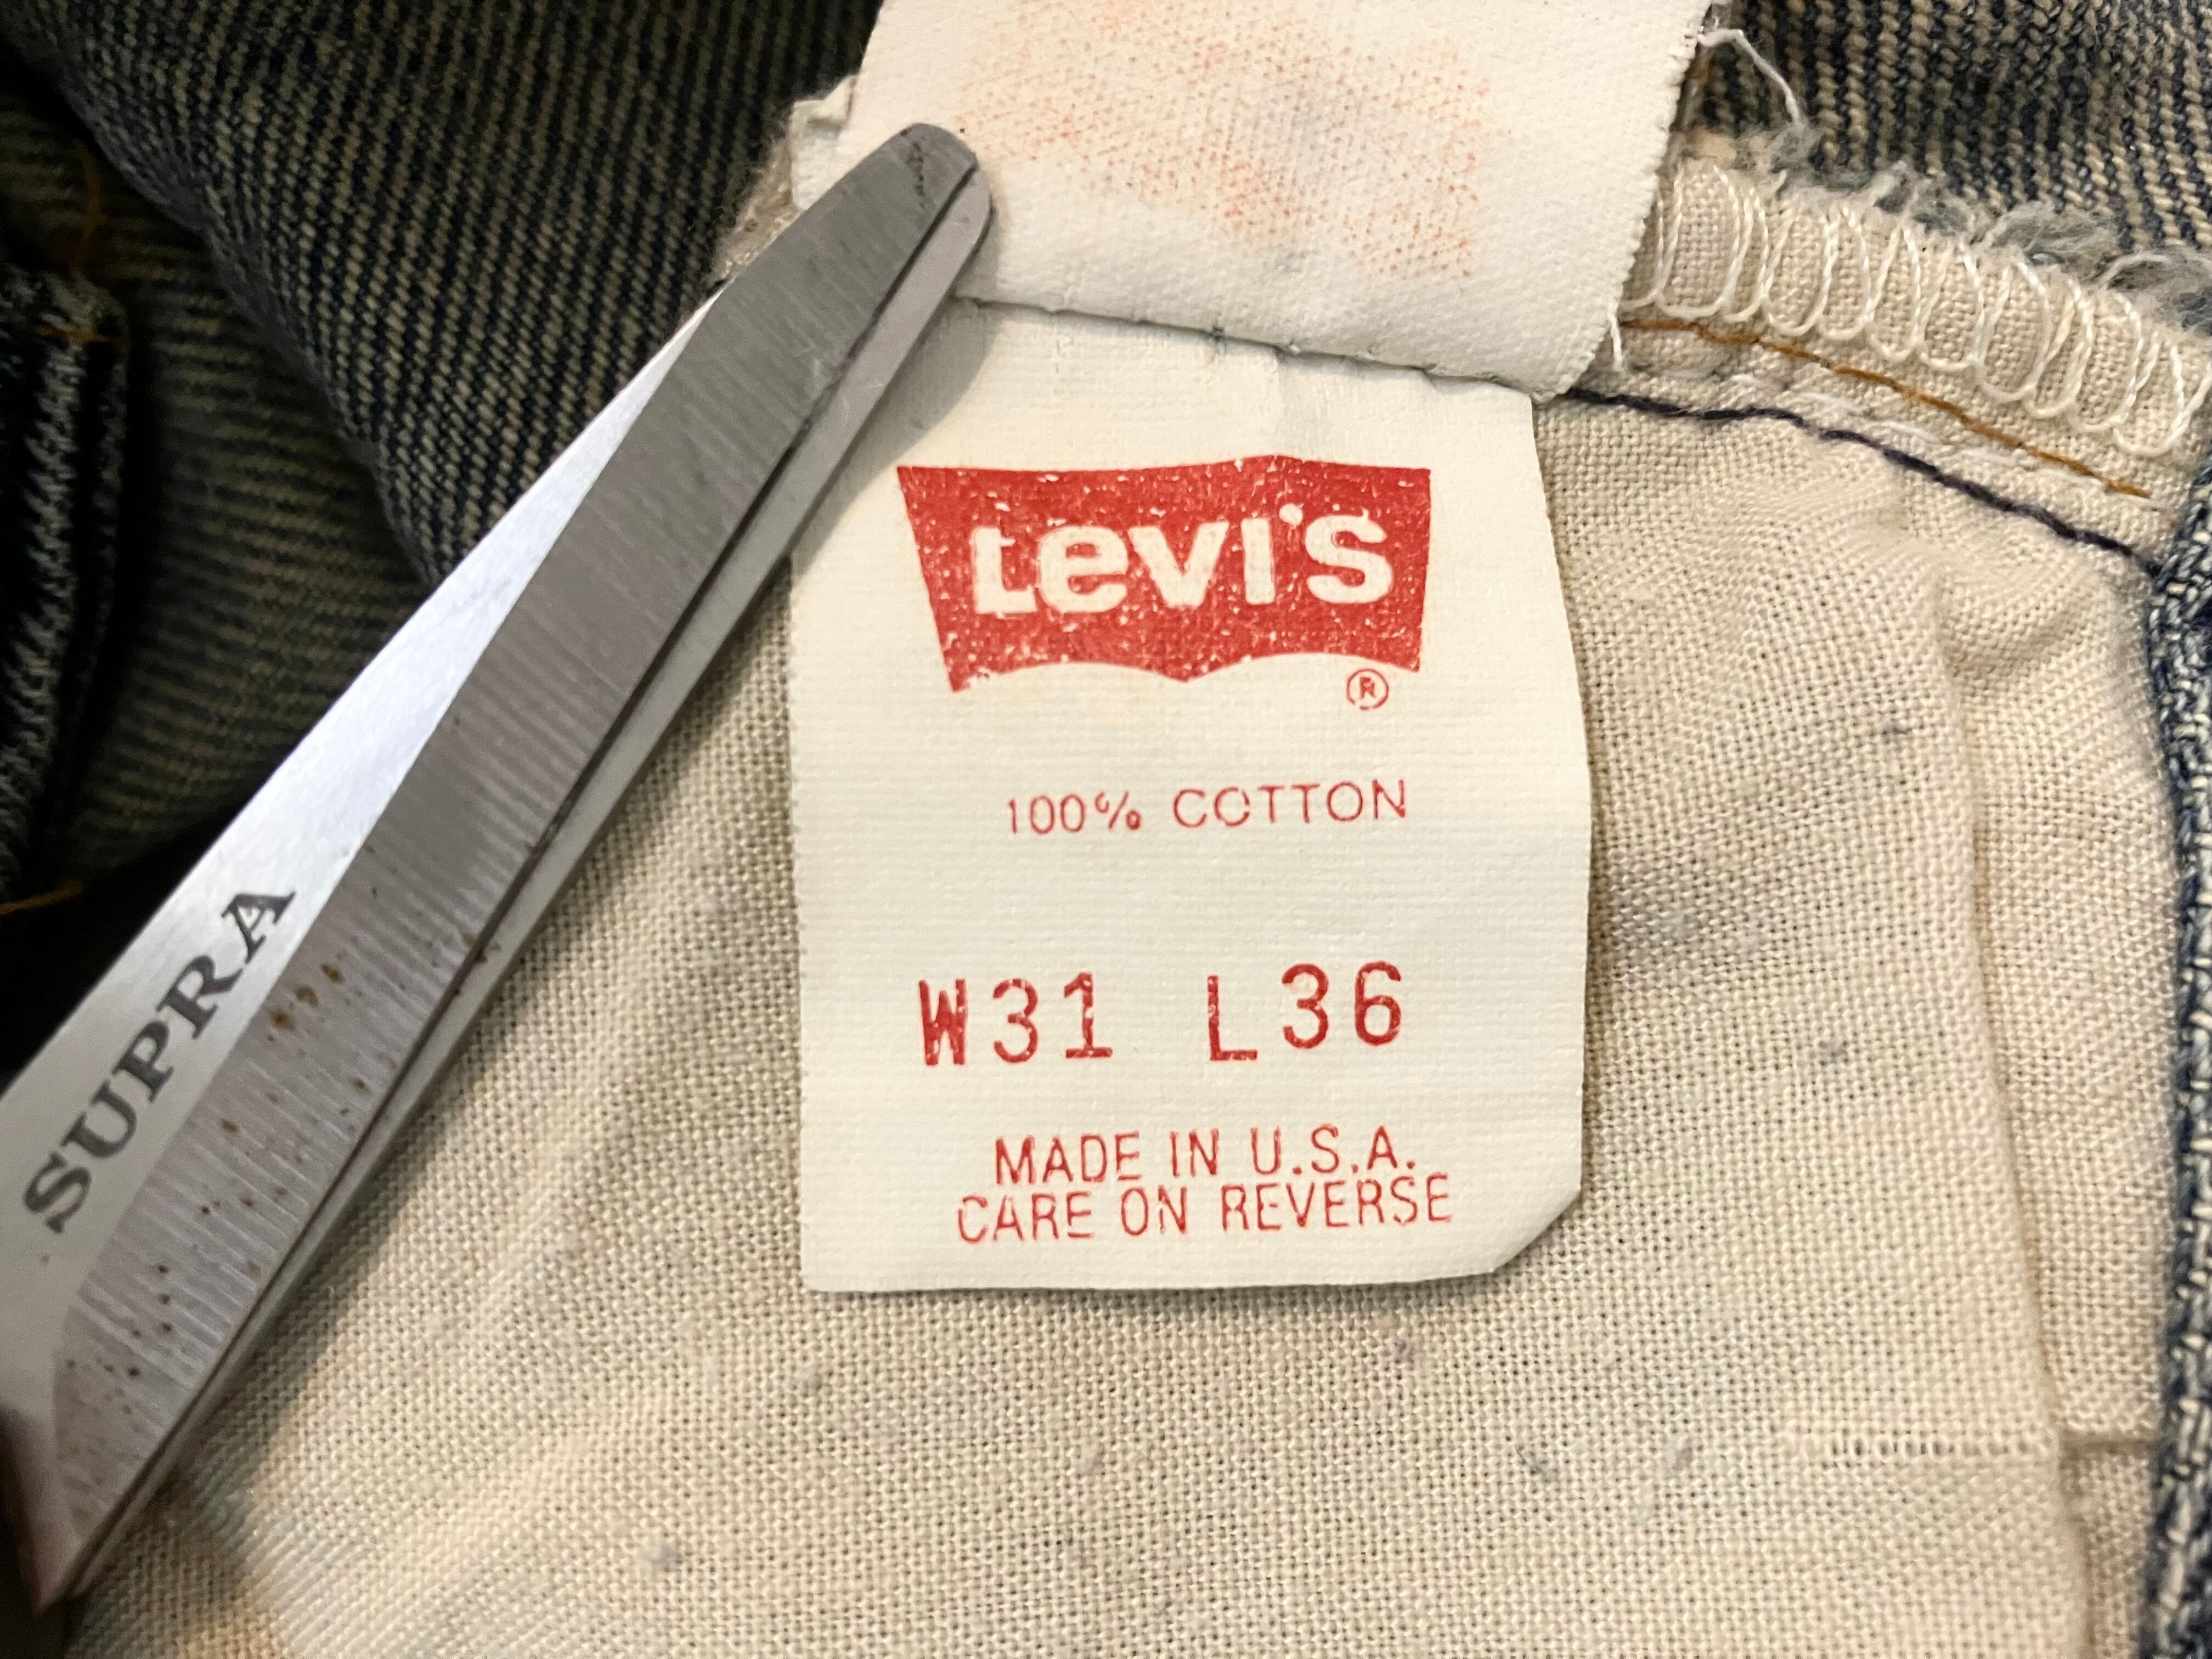 LEVI'S
®
100% COTTON
W31 L36
MADE IN U.S.A.
CARE ON REVERSE
SUPRA